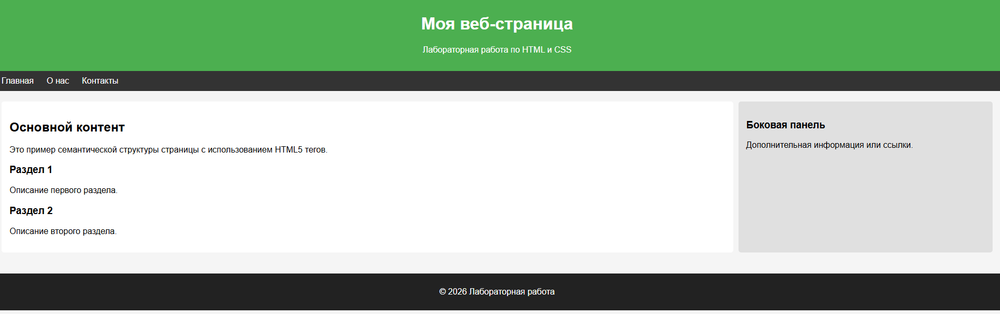 Моя веб-страница
Лабораторная работа по HTML и CSS
Главная О нас Контакты
Основной контент
Это пример семантической структуры страницы с использованием HTML5 тегов.
Раздел 1
Описание первого раздела.
Раздел 2
Описание второго раздела.
Боковая панель
Дополнительная информация или ссылки.
© 2026 Лабораторная работа